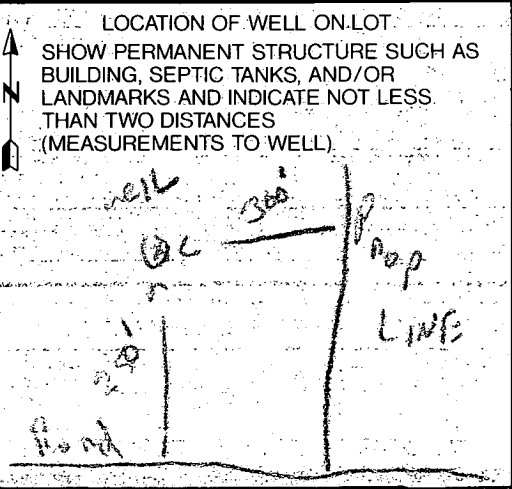 LOCATION OF WELL ON LOT
N
SHOW PERMANENT STRUCTURE SUCH AS
BUILDING, SEPTIC TANKS, AND/OR
LANDMARKS AND INDICATE NOT LESS
THAN TWO DISTANCES
(MEASUREMENTS TO WELL)
well
300'
Prop
LINE
Road